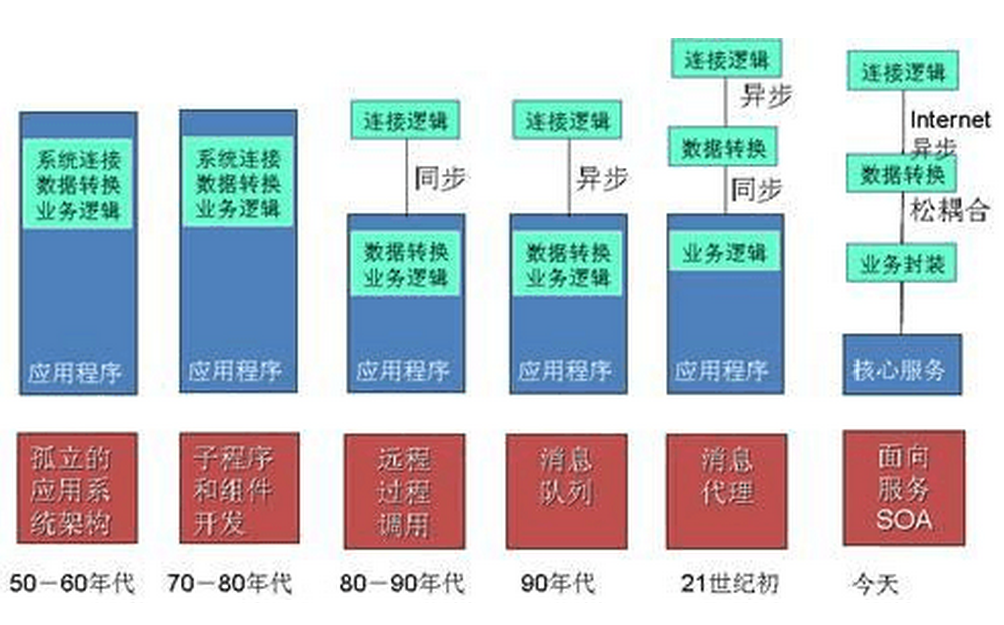 系统连接
数据转换
业务逻辑
应用程序
孤立的
应用系
统架构
50－60年代
系统连接
数据转换
业务逻辑
应用程序
子程序
和组件
开发
70－80年代
连接逻辑
同步
数据转换
业务逻辑
应用程序
远程
过程
调用
80－90年代
连接逻辑
异步
数据转换
业务逻辑
应用程序
消息
队列
90年代
连接逻辑
异步
数据转换
同步
业务逻辑
应用程序
消息
代理
21世纪初
连接逻辑
Internet
异步
数据转换
松耦合
业务封装
核心服务
面向
服务
SOA
今天